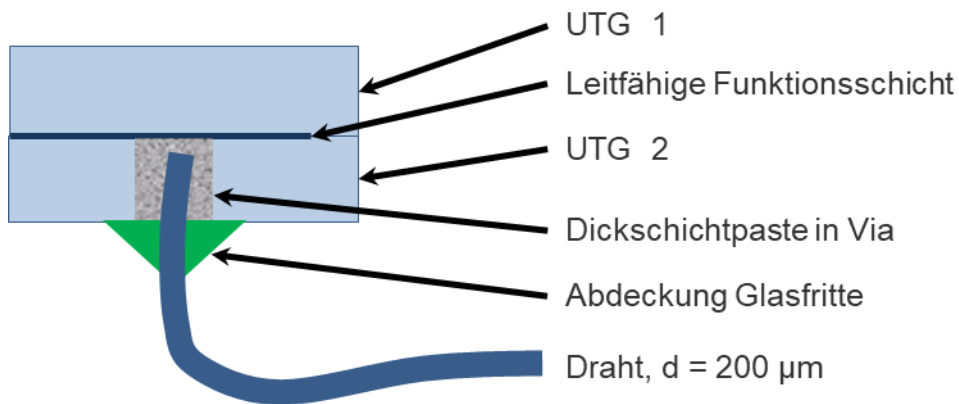 UTG 1
Leitfähige Funktionsschicht
UTG 2
Dickschichtpaste in Via
Abdeckung Glasfritte
Draht, d = 200 µm